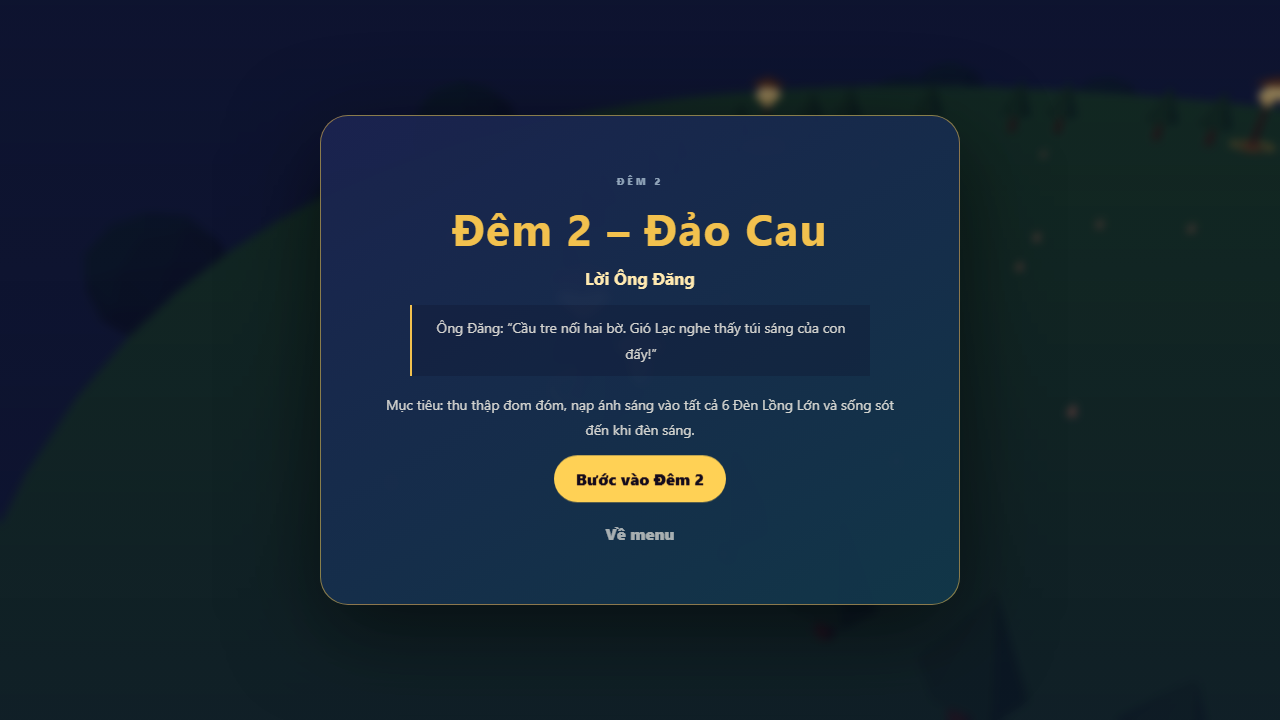 ĐÊM 2
Đêm 2 – Đảo Cau
Lời Ông Đăng
Ông Đăng: “Cầu tre nối hai bờ. Gió Lạc nghe thấy túi sáng của con
đấy!”
Mục tiêu: thu thập đom đóm, nạp ánh sáng vào tất cả 6 Đèn Lồng Lớn và sống sót
đến khi đèn sáng.
Bước vào Đêm 2
Về menu